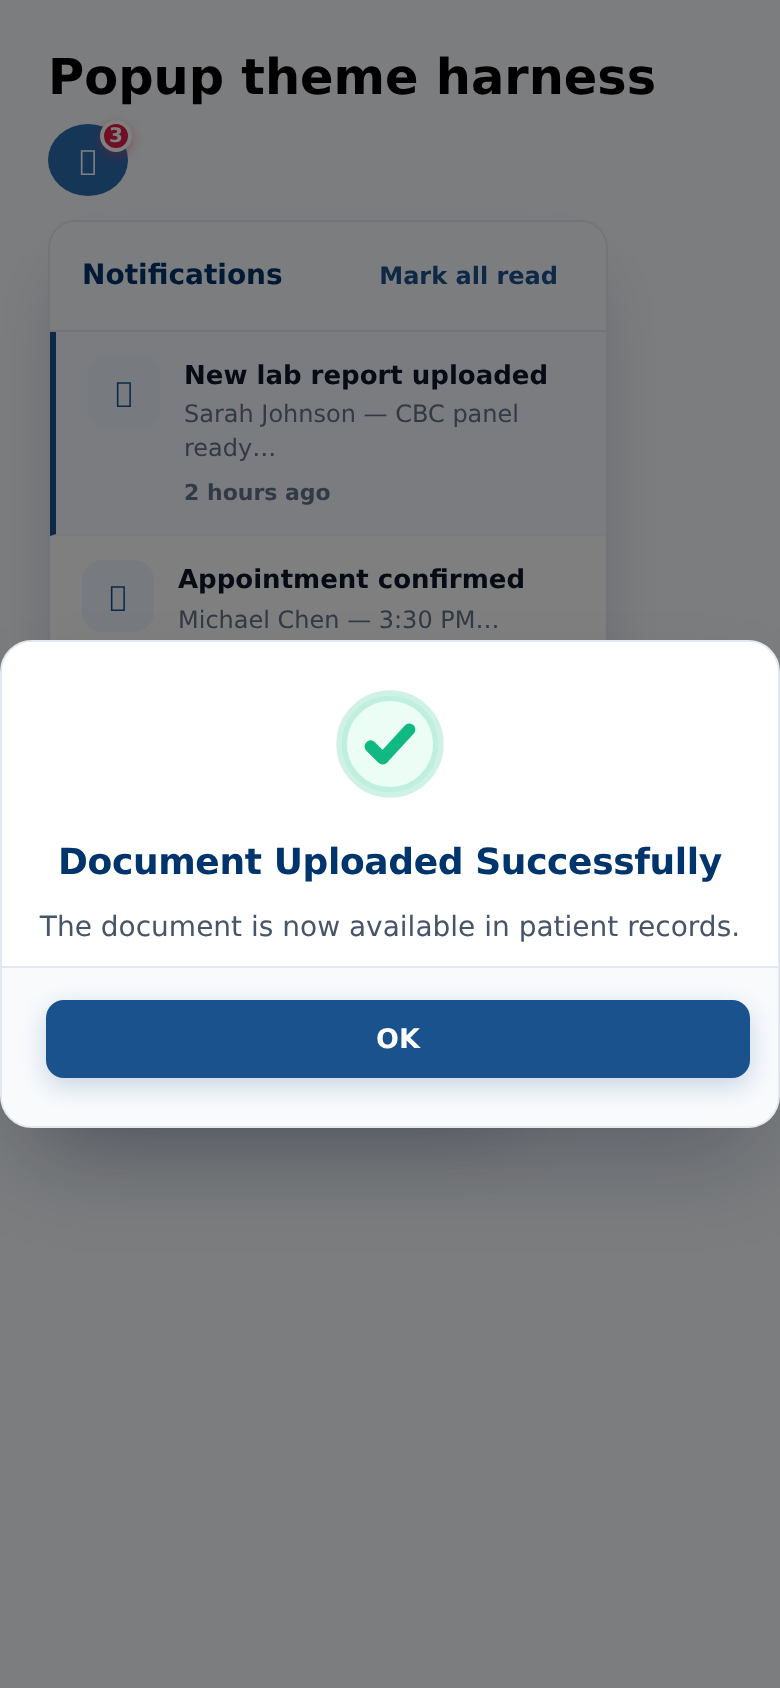 Popup theme harness
3
Notifications
Mark all read
New lab report uploaded
Sarah Johnson — CBC panel
ready...
2 hours ago
Appointment confirmed
Michael Chen — 3:30 PM...
Document Uploaded Successfully
The document is now available in patient records.
OK